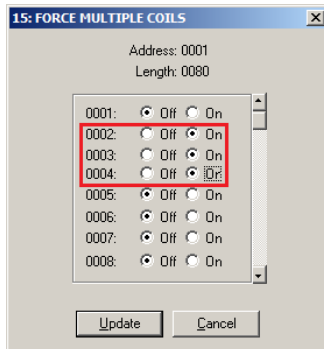 15: FORCE MULTIPLE COILS
Address: 0001
Length: 0080
0001: Off On
0002: Off On
0003: Off On
0004: Off On
0005: Off On
0006: Off On
0007: Off On
0008: Off On
Update Cancel